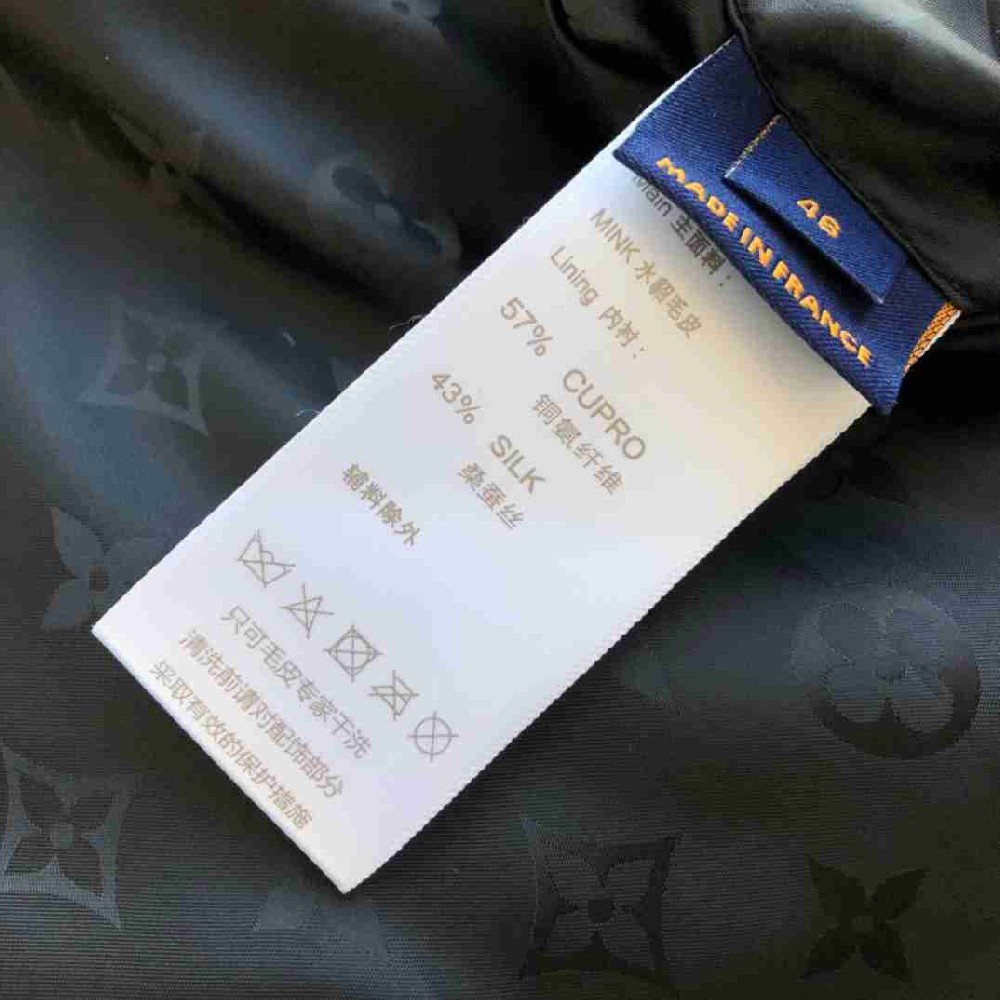 MADE IN FRANCE
48
Main 主面料：
MINK 水貂毛皮
Lining 内衬：
57% CUPRO
铜氨纤维
43% SILK
桑蚕丝
辅料除外
只可毛皮专家干洗
清洗前请对配饰部分
采取有效的保护措施